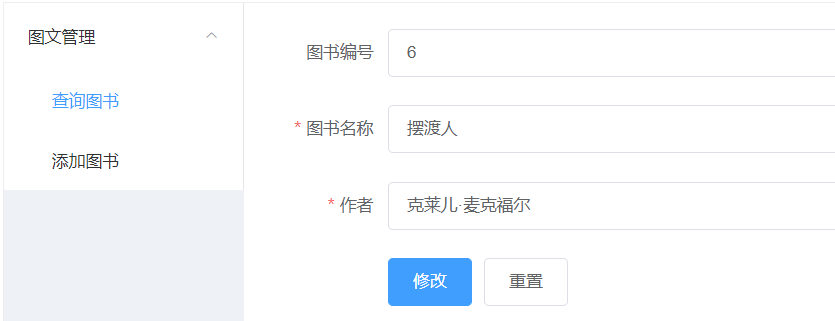 图文管理
查询图书
添加图书
图书编号 6
* 图书名称 摆渡人
* 作者 克莱儿·麦克福尔
修改 重置